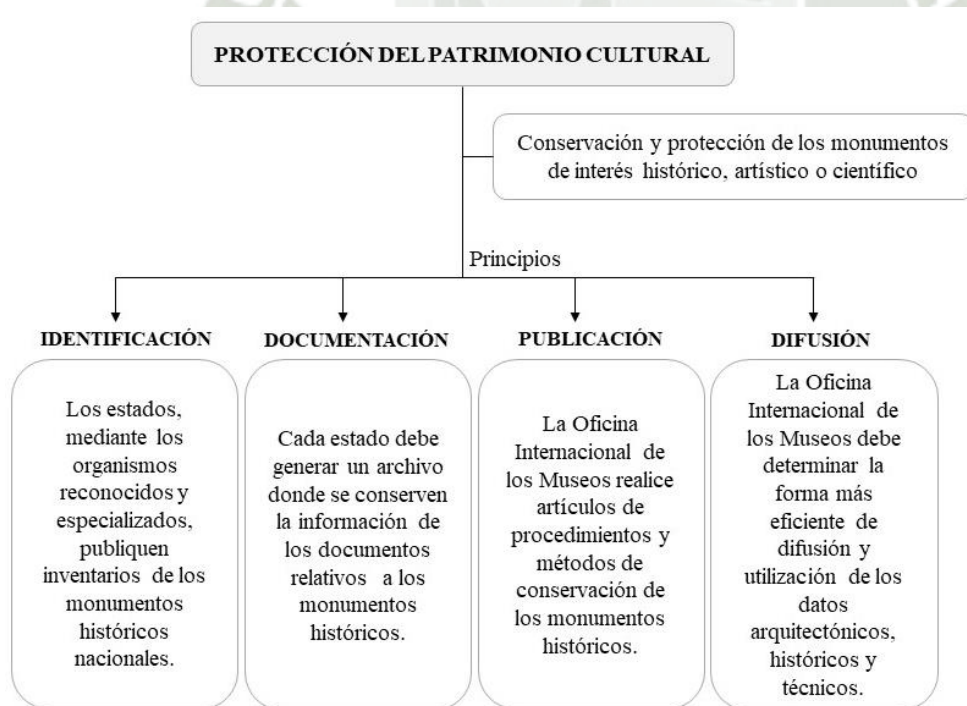 PROTECCIÓN DEL PATRIMONIO CULTURAL
Conservación y protección de los monumentos
de interés histórico, artístico o científico
Principios
IDENTIFICACIÓN
Los estados,
mediante los
organismos
reconocidos y
especializados,
publiquen
inventarios de los
monumentos
históricos
nacionales.
DOCUMENTACIÓN
Cada estado debe
generar un archivo
donde se conserven
la información de
los documentos
relativos a los
monumentos
históricos.
PUBLICACIÓN
La Oficina
Internacional de
los Museos realice
artículos de
procedimientos y
métodos de
conservación de
los monumentos
históricos.
DIFUSIÓN
La Oficina
Internacional de
los Museos debe
determinar la
forma más
eficiente de
difusión y
utilización de los
datos
arquitectónicos,
históricos y
técnicos.